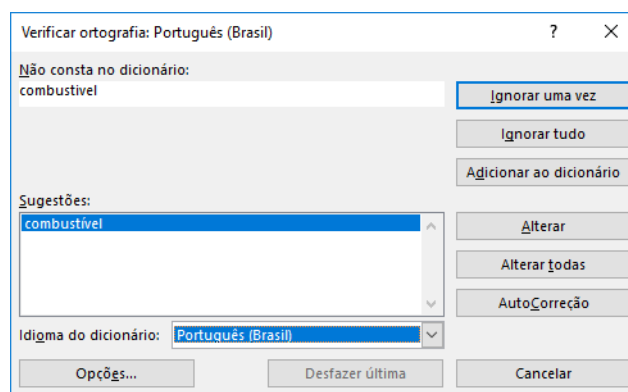 Verificar ortografia: Português (Brasil)
?
Não consta no dicionário:
combustivel
Ignorar uma vez
Ignorar tudo
Adicionar ao dicionário
Sugestões:
combustível
Alterar
Alterar todas
AutoCorreção
Idioma do dicionário: Português (Brasil)
Opções... Desfazer última Cancelar